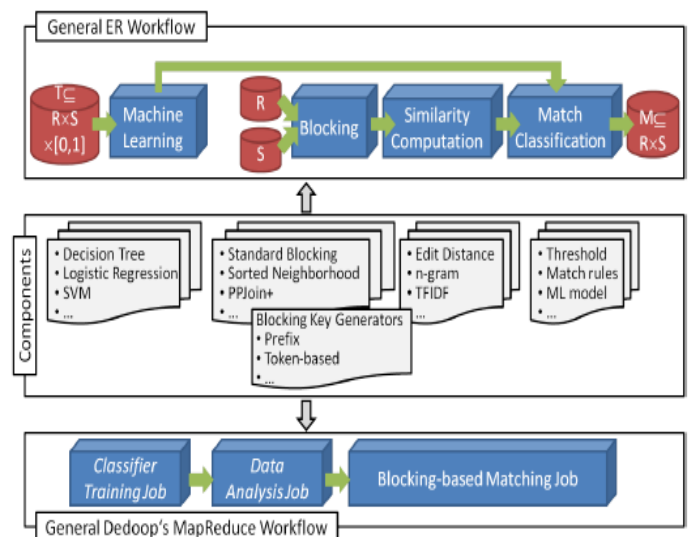 General ER Workflow
T⊆
R×S
×[0,1]
Machine
Learning
R
S
Blocking
Similarity
Computation
Match
Classification
M⊆
R×S
Components
• Decision Tree
• Logistic Regression
• SVM
• ...
• Standard Blocking
• Sorted Neighborhood
• PPJoin+
• ...
Blocking Key Generators
• Prefix
• Token-based
• ...
• Edit Distance
• n-gram
• TFIDF
• ...
• Threshold
• Match rules
• ML model
• ...
Classifier
Training Job
Data
Analysis Job
Blocking-based Matching Job
General Dedoop's MapReduce Workflow